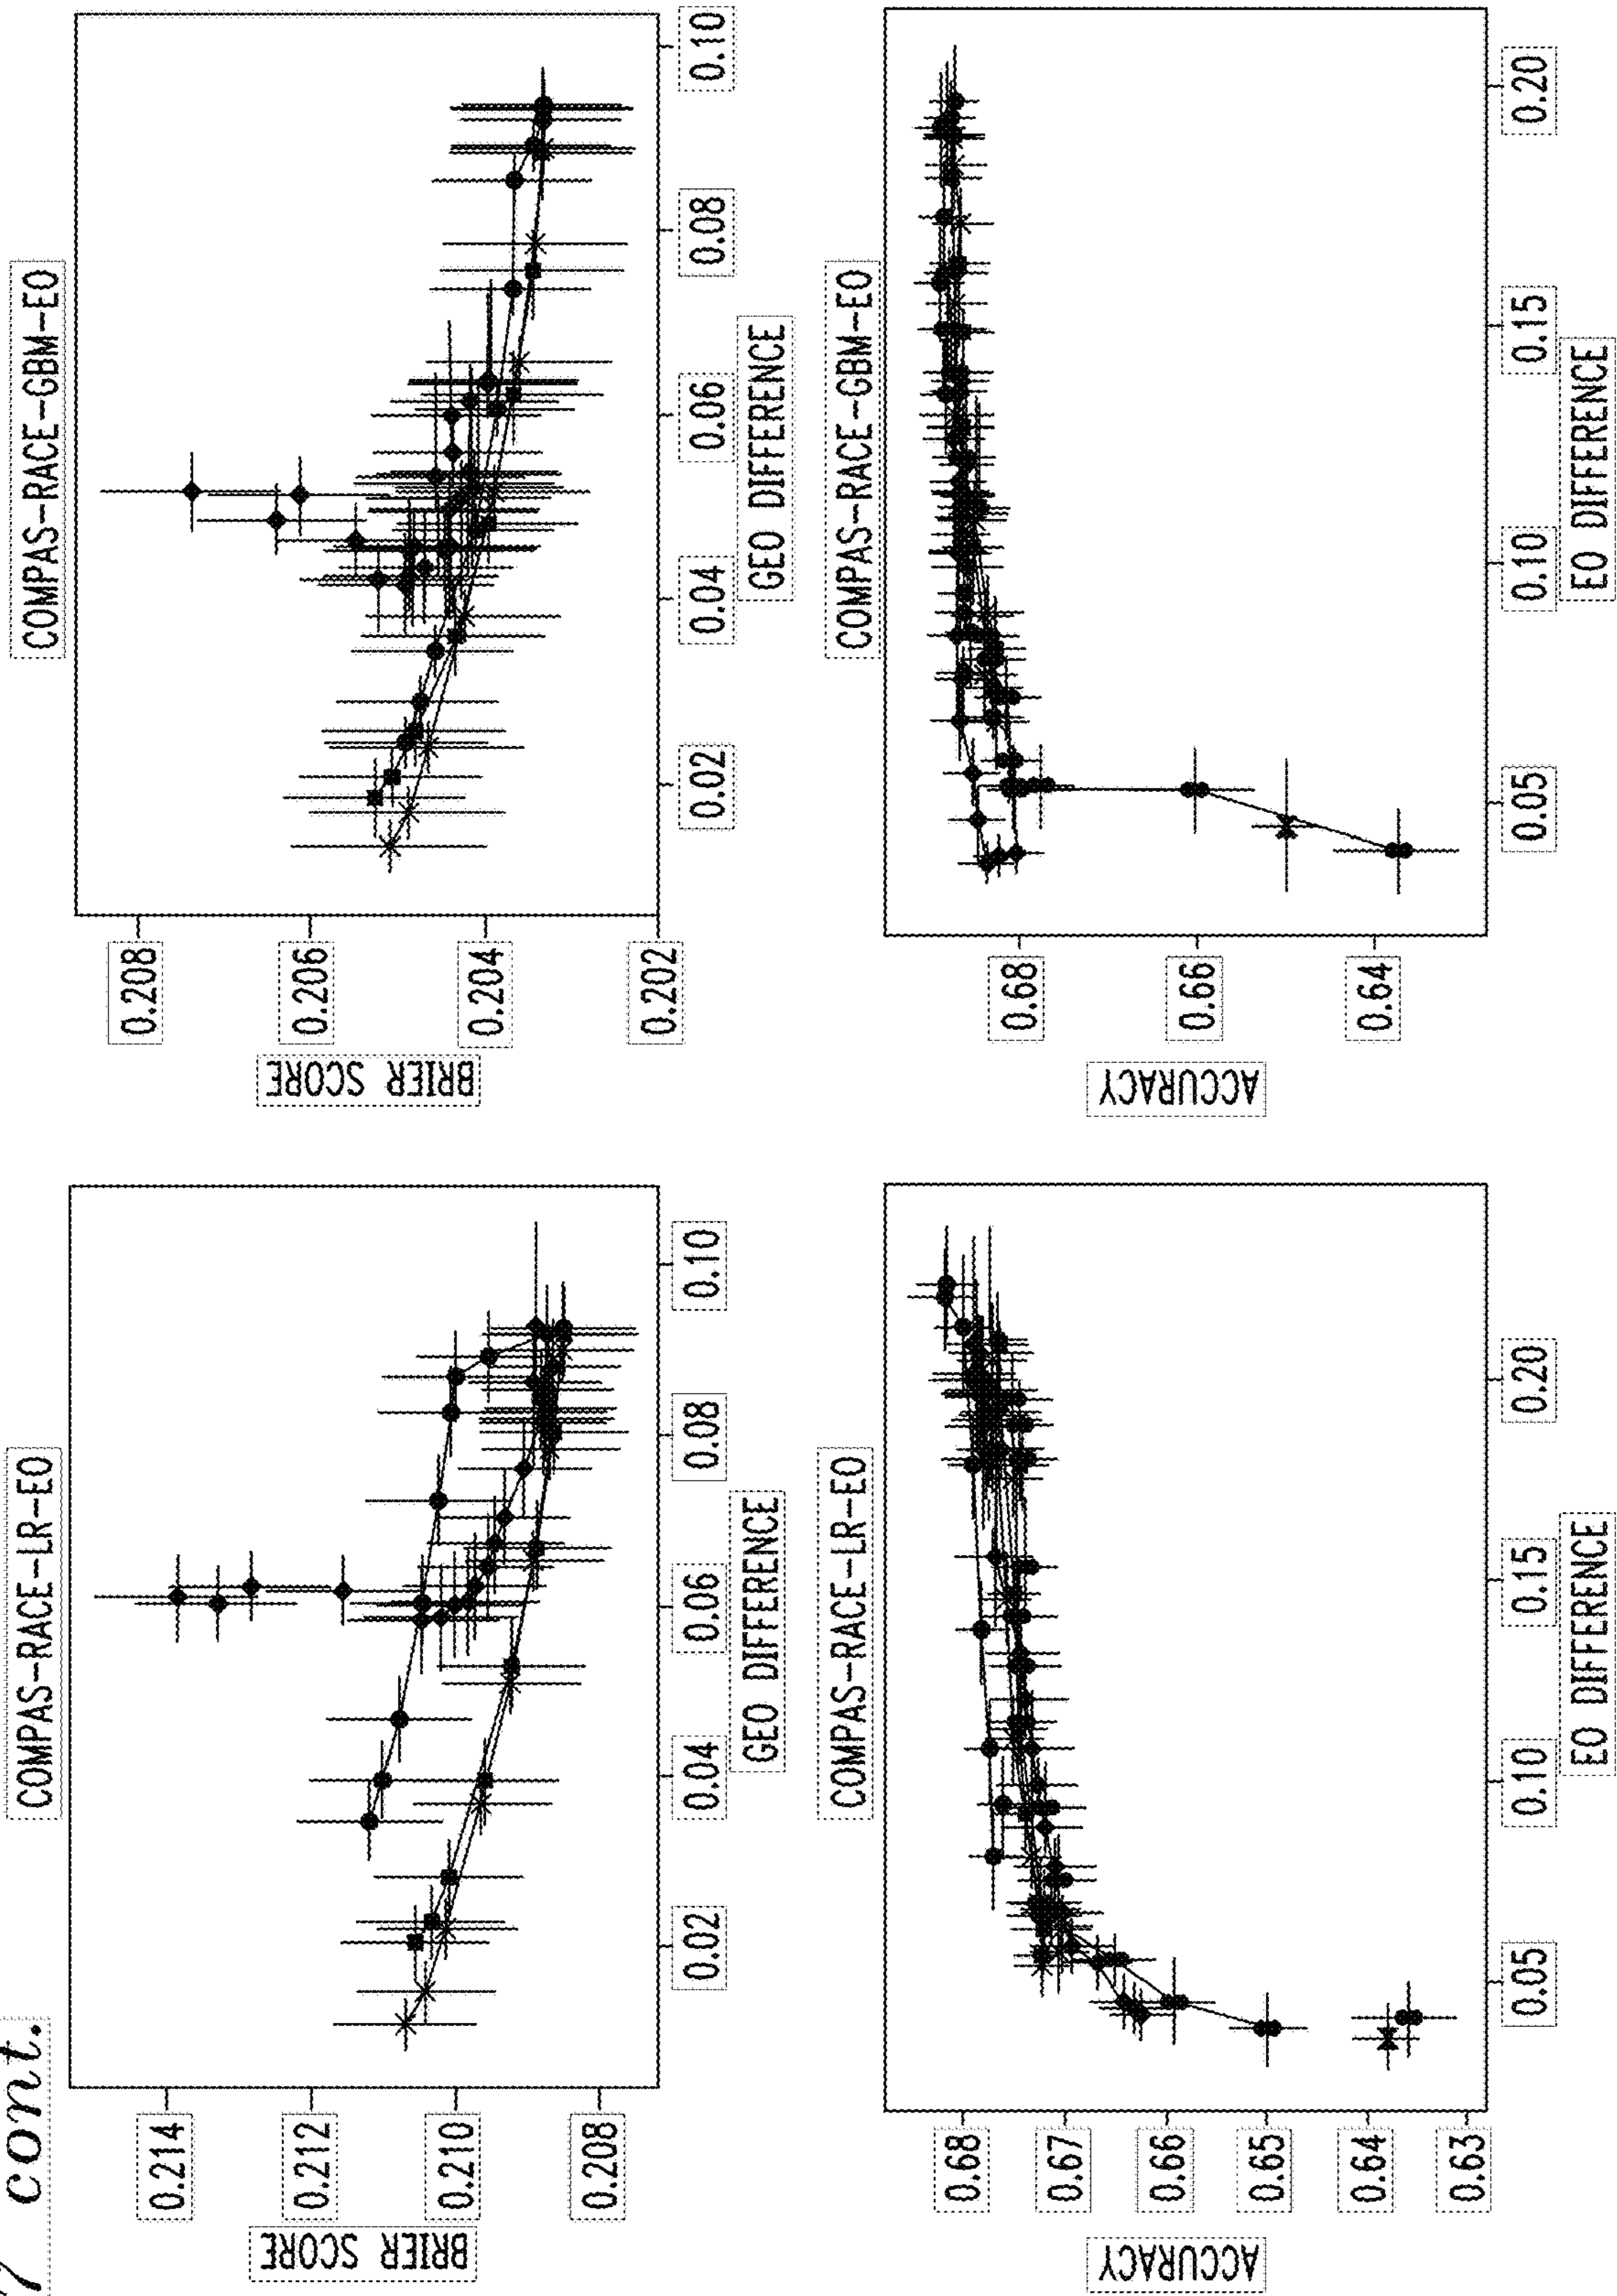 7 cont.
COMPAS-RACE-LR-EO
BRIER SCORE
0.214
0.212
0.210
0.208
0.02
0.04
0.06
0.08
0.10
GEO DIFFERENCE
COMPAS-RACE-GBM-EO
BRIER SCORE
0.208
0.206
0.204
0.202
0.02
0.04
0.06
0.08
0.10
GEO DIFFERENCE
COMPAS-RACE-LR-EO
ACCURACY
0.68
0.67
0.66
0.65
0.64
0.63
0.05
0.10
0.15
0.20
EO DIFFERENCE
COMPAS-RACE-GBM-EO
ACCURACY
0.68
0.66
0.64
0.05
0.10
0.15
0.20
EO DIFFERENCE